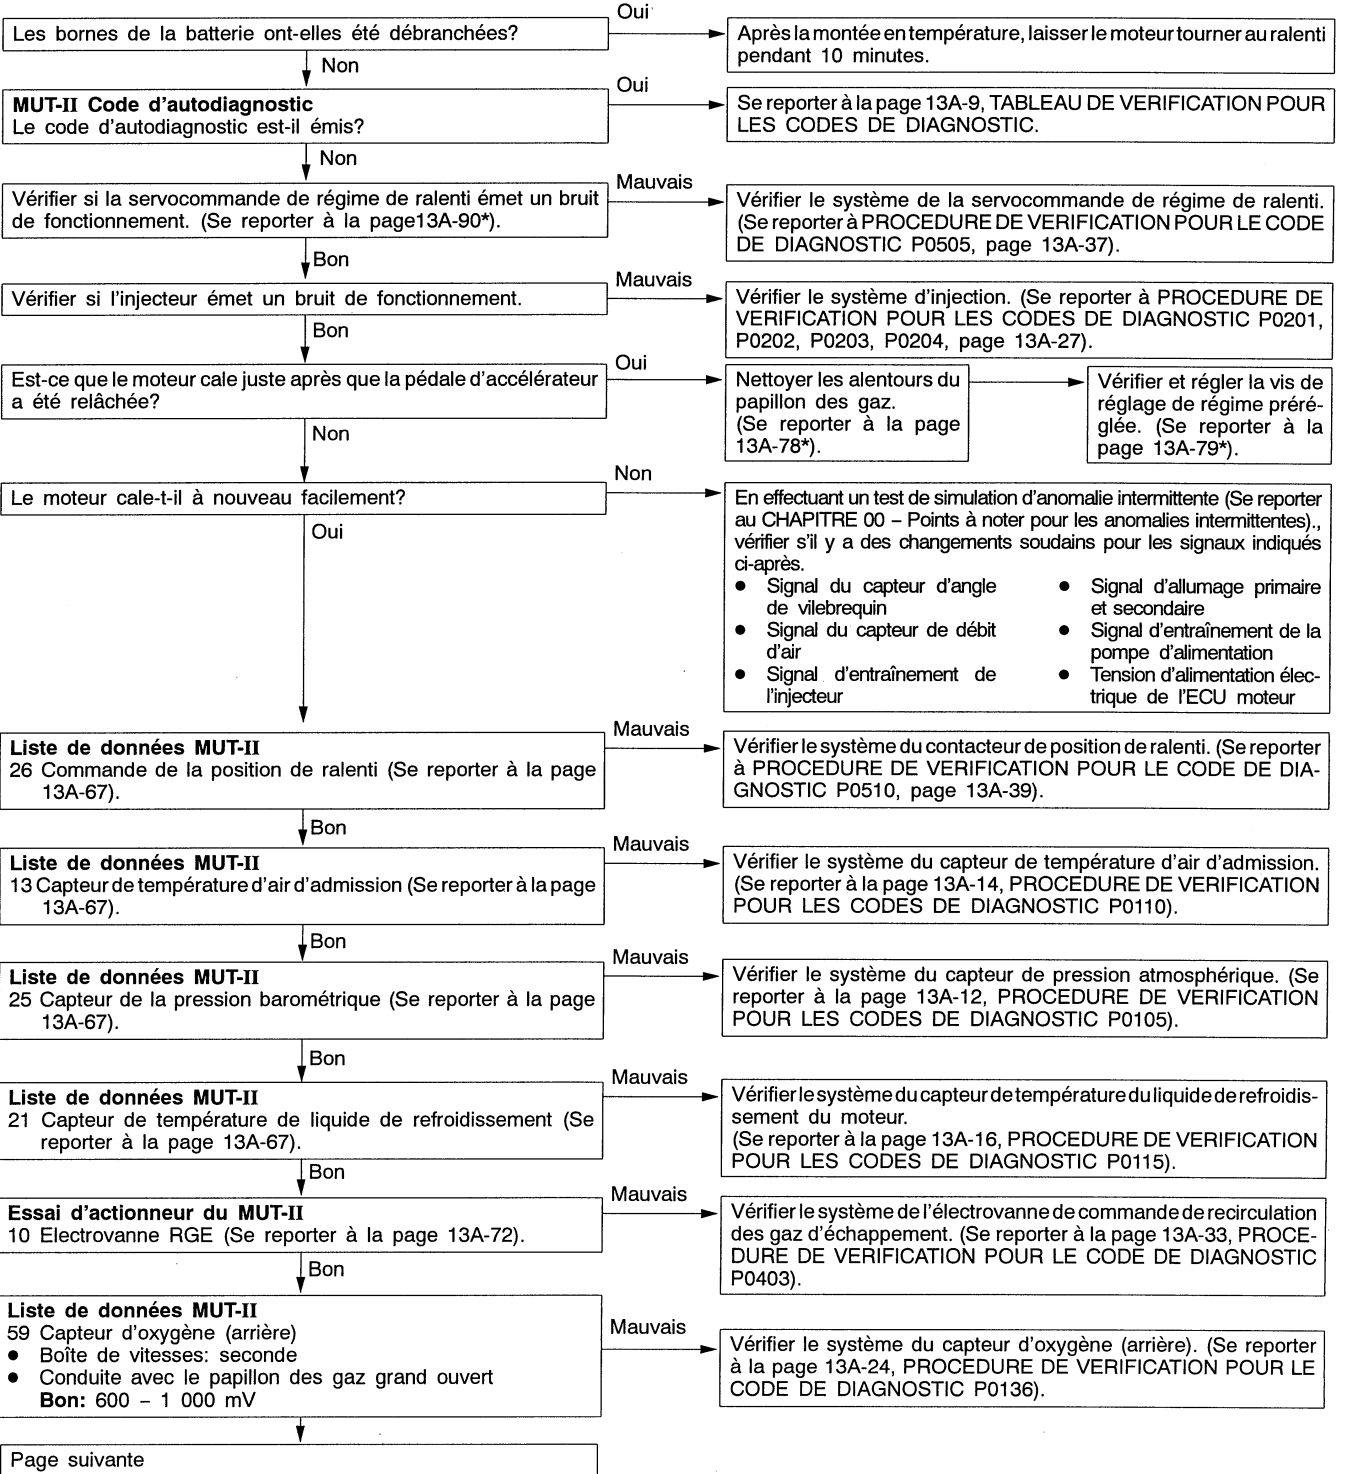 Les bornes de la batterie ont-elles été débranchées?
Oui
Après la montée en température, laisser le moteur tourner au ralenti
pendant 10 minutes.
Non
MUT-II Code d'autodiagnostic
Le code d'autodiagnostic est-il émis?
Oui
Se reporter à la page 13A-9, TABLEAU DE VERIFICATION POUR
LES CODES DE DIAGNOSTIC.
Non
Vérifier si la servocommande de régime de ralenti émet un bruit
de fonctionnement. (Se reporter à la page13A-90*).
Mauvais
Vérifier le système de la servocommande de régime de ralenti.
(Se reporter à PROCEDURE DE VERIFICATION POUR LE CODE
DE DIAGNOSTIC P0505, page 13A-37).
Bon
Vérifier si l'injecteur émet un bruit de fonctionnement.
Mauvais
Vérifier le système d'injection. (Se reporter à PROCEDURE DE
VERIFICATION POUR LES CODES DE DIAGNOSTIC P0201,
P0202, P0203, P0204, page 13A-27).
Bon
Est-ce que le moteur cale juste après que la pédale d'accélérateur
a été relâchée?
Oui
Nettoyer les alentours du
papillon des gaz.
(Se reporter à la page
13A-78*).
Vérifier et régler la vis de
réglage de régime préré-
glée. (Se reporter à la
page 13A-79*).
Non
Le moteur cale-t-il à nouveau facilement?
Non
En effectuant un test de simulation d'anomalie intermittente (Se reporter
au CHAPITRE 00 – Points à noter pour les anomalies intermittentes).,
vérifier s'il y a des changements soudains pour les signaux indiqués
ci-après.
● Signal du capteur d'angle
de vilebrequin
● Signal du capteur de débit
d'air
● Signal d'entraînement de
l'injecteur
● Signal d'allumage primaire
et secondaire
● Signal d'entraînement de la
pompe d'alimentation
● Tension d'alimentation élec-
trique de l'ECU moteur
Oui
Liste de données MUT-II
26 Commande de la position de ralenti (Se reporter à la page
13A-67).
Mauvais
Vérifier le système du contacteur de position de ralenti. (Se reporter
à PROCEDURE DE VERIFICATION POUR LE CODE DE DIA-
GNOSTIC P0510, page 13A-39).
Bon
Liste de données MUT-II
13 Capteur de température d'air d'admission (Se reporter à la page
13A-67).
Mauvais
Vérifier le système du capteur de température d'air d'admission.
(Se reporter à la page 13A-14, PROCEDURE DE VERIFICATION
POUR LES CODES DE DIAGNOSTIC P0110).
Bon
Liste de données MUT-II
25 Capteur de la pression barométrique (Se reporter à la page
13A-67).
Mauvais
Vérifier le système du capteur de pression atmosphérique. (Se
reporter à la page 13A-12, PROCEDURE DE VERIFICATION
POUR LES CODES DE DIAGNOSTIC P0105).
Bon
Liste de données MUT-II
21 Capteur de température de liquide de refroidissement (Se
reporter à la page 13A-67).
Mauvais
Vérifier le système du capteur de température du liquide de refroidis-
sement du moteur.
(Se reporter à la page 13A-16, PROCEDURE DE VERIFICATION
POUR LES CODES DE DIAGNOSTIC P0115).
Bon
Essai d'actionneur du MUT-II
10 Electrovanne RGE (Se reporter à la page 13A-72).
Mauvais
Vérifier le système de l'électrovanne de commande de recirculation
des gaz d'échappement. (Se reporter à la page 13A-33, PROCE-
DURE DE VERIFICATION POUR LE CODE DE DIAGNOSTIC
P0403).
Bon
Liste de données MUT-II
59 Capteur d'oxygène (arrière)
● Boîte de vitesses: seconde
● Conduite avec le papillon des gaz grand ouvert
Bon: 600 – 1 000 mV
Mauvais
Vérifier le système du capteur d'oxygène (arrière). (Se reporter
à la page 13A-24, PROCEDURE DE VERIFICATION POUR LE
CODE DE DIAGNOSTIC P0136).
Page suivante